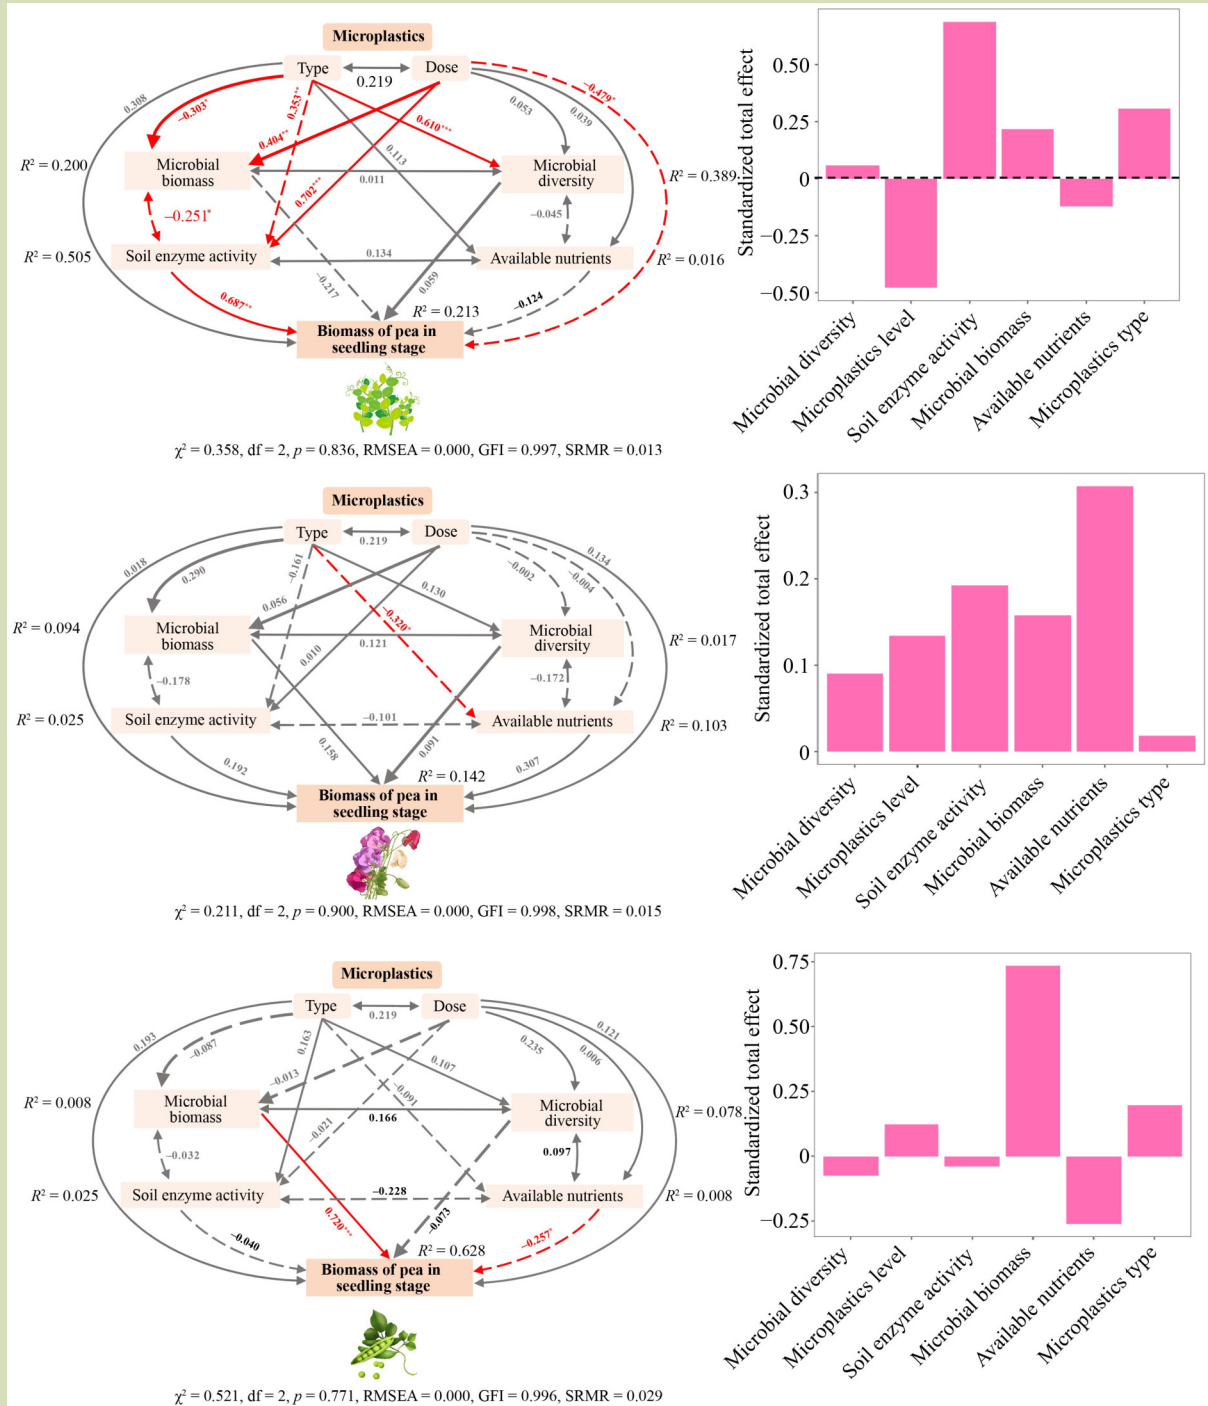 Microplastics
Type
Dose
0.219
0.308
−0.303*
0.353**
0.404**
0.610***
0.053
0.039
−0.479*
R² = 0.200
Microbial
biomass
0.113
0.011
0.702***
Microbial
diversity
R² = 0.389
−0.251*
−0.045
R² = 0.505
Soil enzyme activity
0.134
Available nutrients
R² = 0.016
0.687**
−0.217
0.059
−0.124
R² = 0.213
Biomass of pea in
seedling stage
χ² = 0.358, df = 2, p = 0.836, RMSEA = 0.000, GFI = 0.997, SRMR = 0.013
Standardized total effect
0.50
0.25
0
−0.25
−0.50
Microbial diversity
Microplastics level
Soil enzyme activity
Microbial biomass
Available nutrients
Microplastics type
Microplastics
Type
Dose
0.219
0.018
0.290
−0.161
0.056
0.130
−0.002
−0.004
0.134
R² = 0.094
Microbial
biomass
−0.320*
0.121
0.010
Microbial
diversity
R² = 0.017
−0.178
−0.172
R² = 0.025
Soil enzyme activity
−0.101
Available nutrients
R² = 0.103
0.192
0.158
0.091
0.307
R² = 0.142
Biomass of pea in
seedling stage
χ² = 0.211, df = 2, p = 0.900, RMSEA = 0.000, GFI = 0.998, SRMR = 0.015
Standardized total effect
0.3
0.2
0.1
0
Microbial diversity
Microplastics level
Soil enzyme activity
Microbial biomass
Available nutrients
Microplastics type
Microplastics
Type
Dose
0.219
0.193
−0.087
0.163
−0.013
0.107
0.235
0.006
0.121
R² = 0.008
Microbial
biomass
−0.091
0.166
−0.021
Microbial
diversity
R² = 0.078
−0.032
0.097
R² = 0.025
Soil enzyme activity
−0.228
Available nutrients
R² = 0.008
−0.040
0.720***
−0.073
−0.257*
R² = 0.628
Biomass of pea in
seedling stage
χ² = 0.521, df = 2, p = 0.771, RMSEA = 0.000, GFI = 0.996, SRMR = 0.029
Standardized total effect
0.75
0.50
0.25
0
−0.25
Microbial diversity
Microplastics level
Soil enzyme activity
Microbial biomass
Available nutrients
Microplastics type